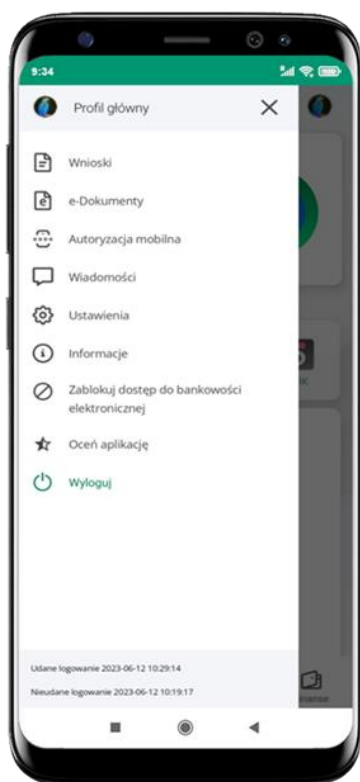 9:34
Profil główny
Wnioski
e-Dokumenty
Autoryzacja mobilna
Wiadomości
Ustawienia
Informacje
Zablokuj dostęp do bankowości
elektronicznej
Oceń aplikację
Wyloguj
Udane logowanie 2023-06-12 10:29:14
Nieudane logowanie 2023-06-12 10:19:17